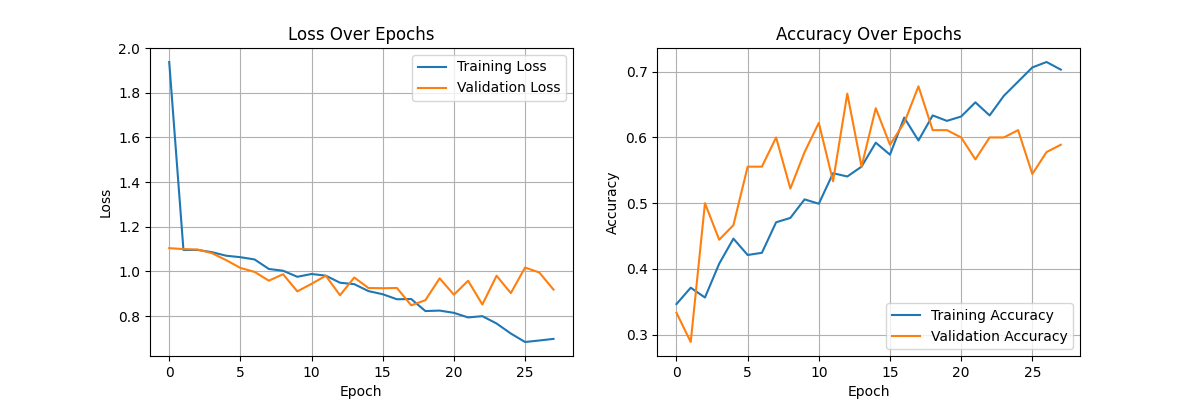 Loss Over Epochs
Loss
2.0
1.8
1.6
1.4
1.2
1.0
0.8
Training Loss
Validation Loss
0 5 10 15 20 25
Epoch
Accuracy Over Epochs
Accuracy
0.7
0.6
0.5
0.4
0.3
Training Accuracy
Validation Accuracy
0 5 10 15 20 25
Epoch